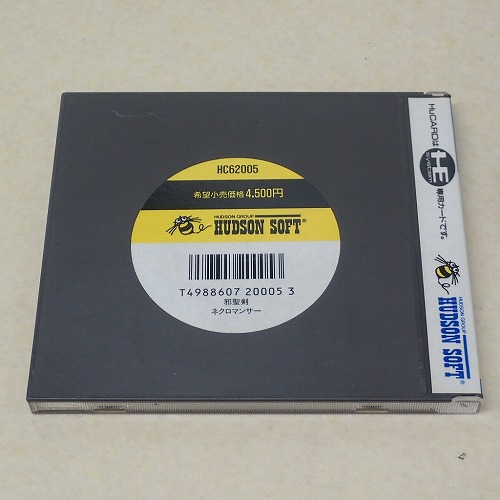 HC62005
希望小売価格4,500円
HUDSON GROUP
HUDSON SOFT®
T4988607 20005 3
邪聖剣
ネクロマンサー
HuCARDは
HE
SYSTEM
専用カードです。
HUDSON GROUP
HUDSON SOFT®